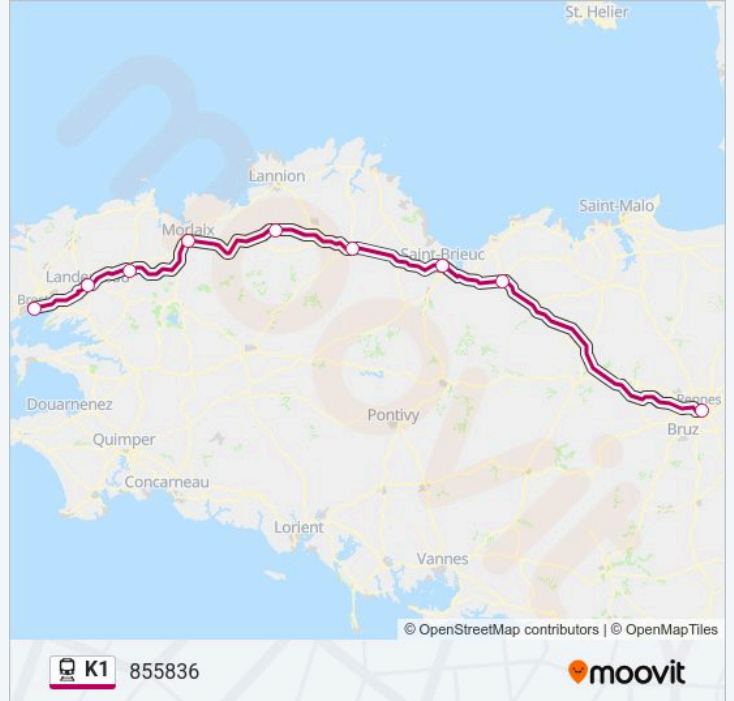 St. Helier
Lannion
Saint-Malo
Morlaix
Saint-Brieuc
Rennes
Douarnenez
Pontivy
Bruz
Quimper
Concarneau
Lorient
Vannes
© OpenStreetMap contributors | © OpenMapTiles
K1 855836
moovit